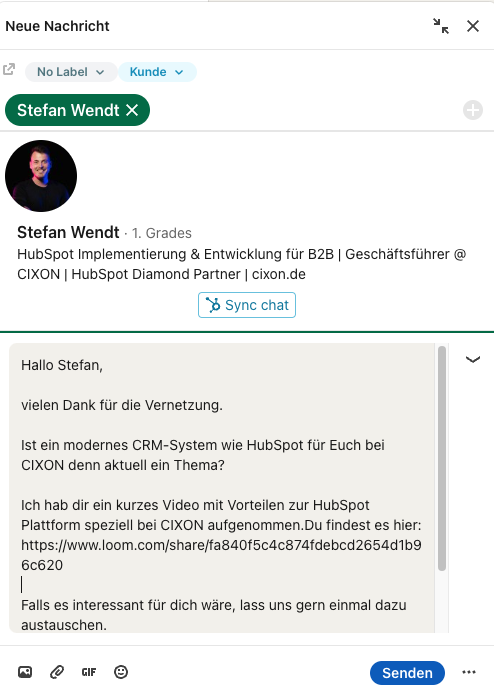 Neue Nachricht
No Label
Kunde
Stefan Wendt
Stefan Wendt · 1. Grades
HubSpot Implementierung & Entwicklung für B2B | Geschäftsführer @
CIXON | HubSpot Diamond Partner | cixon.de
Sync chat
Hallo Stefan,
vielen Dank für die Vernetzung.
Ist ein modernes CRM-System wie HubSpot für Euch bei
CIXON denn aktuell ein Thema?
Ich hab dir ein kurzes Video mit Vorteilen zur HubSpot
Plattform speziell bei CIXON aufgenommen.Du findest es hier:
https://www.loom.com/share/fa840f5c4c874fdebcd2654d1b9
6c620
Falls es interessant für dich wäre, lass uns gern einmal dazu
austauschen.
GIF
Senden